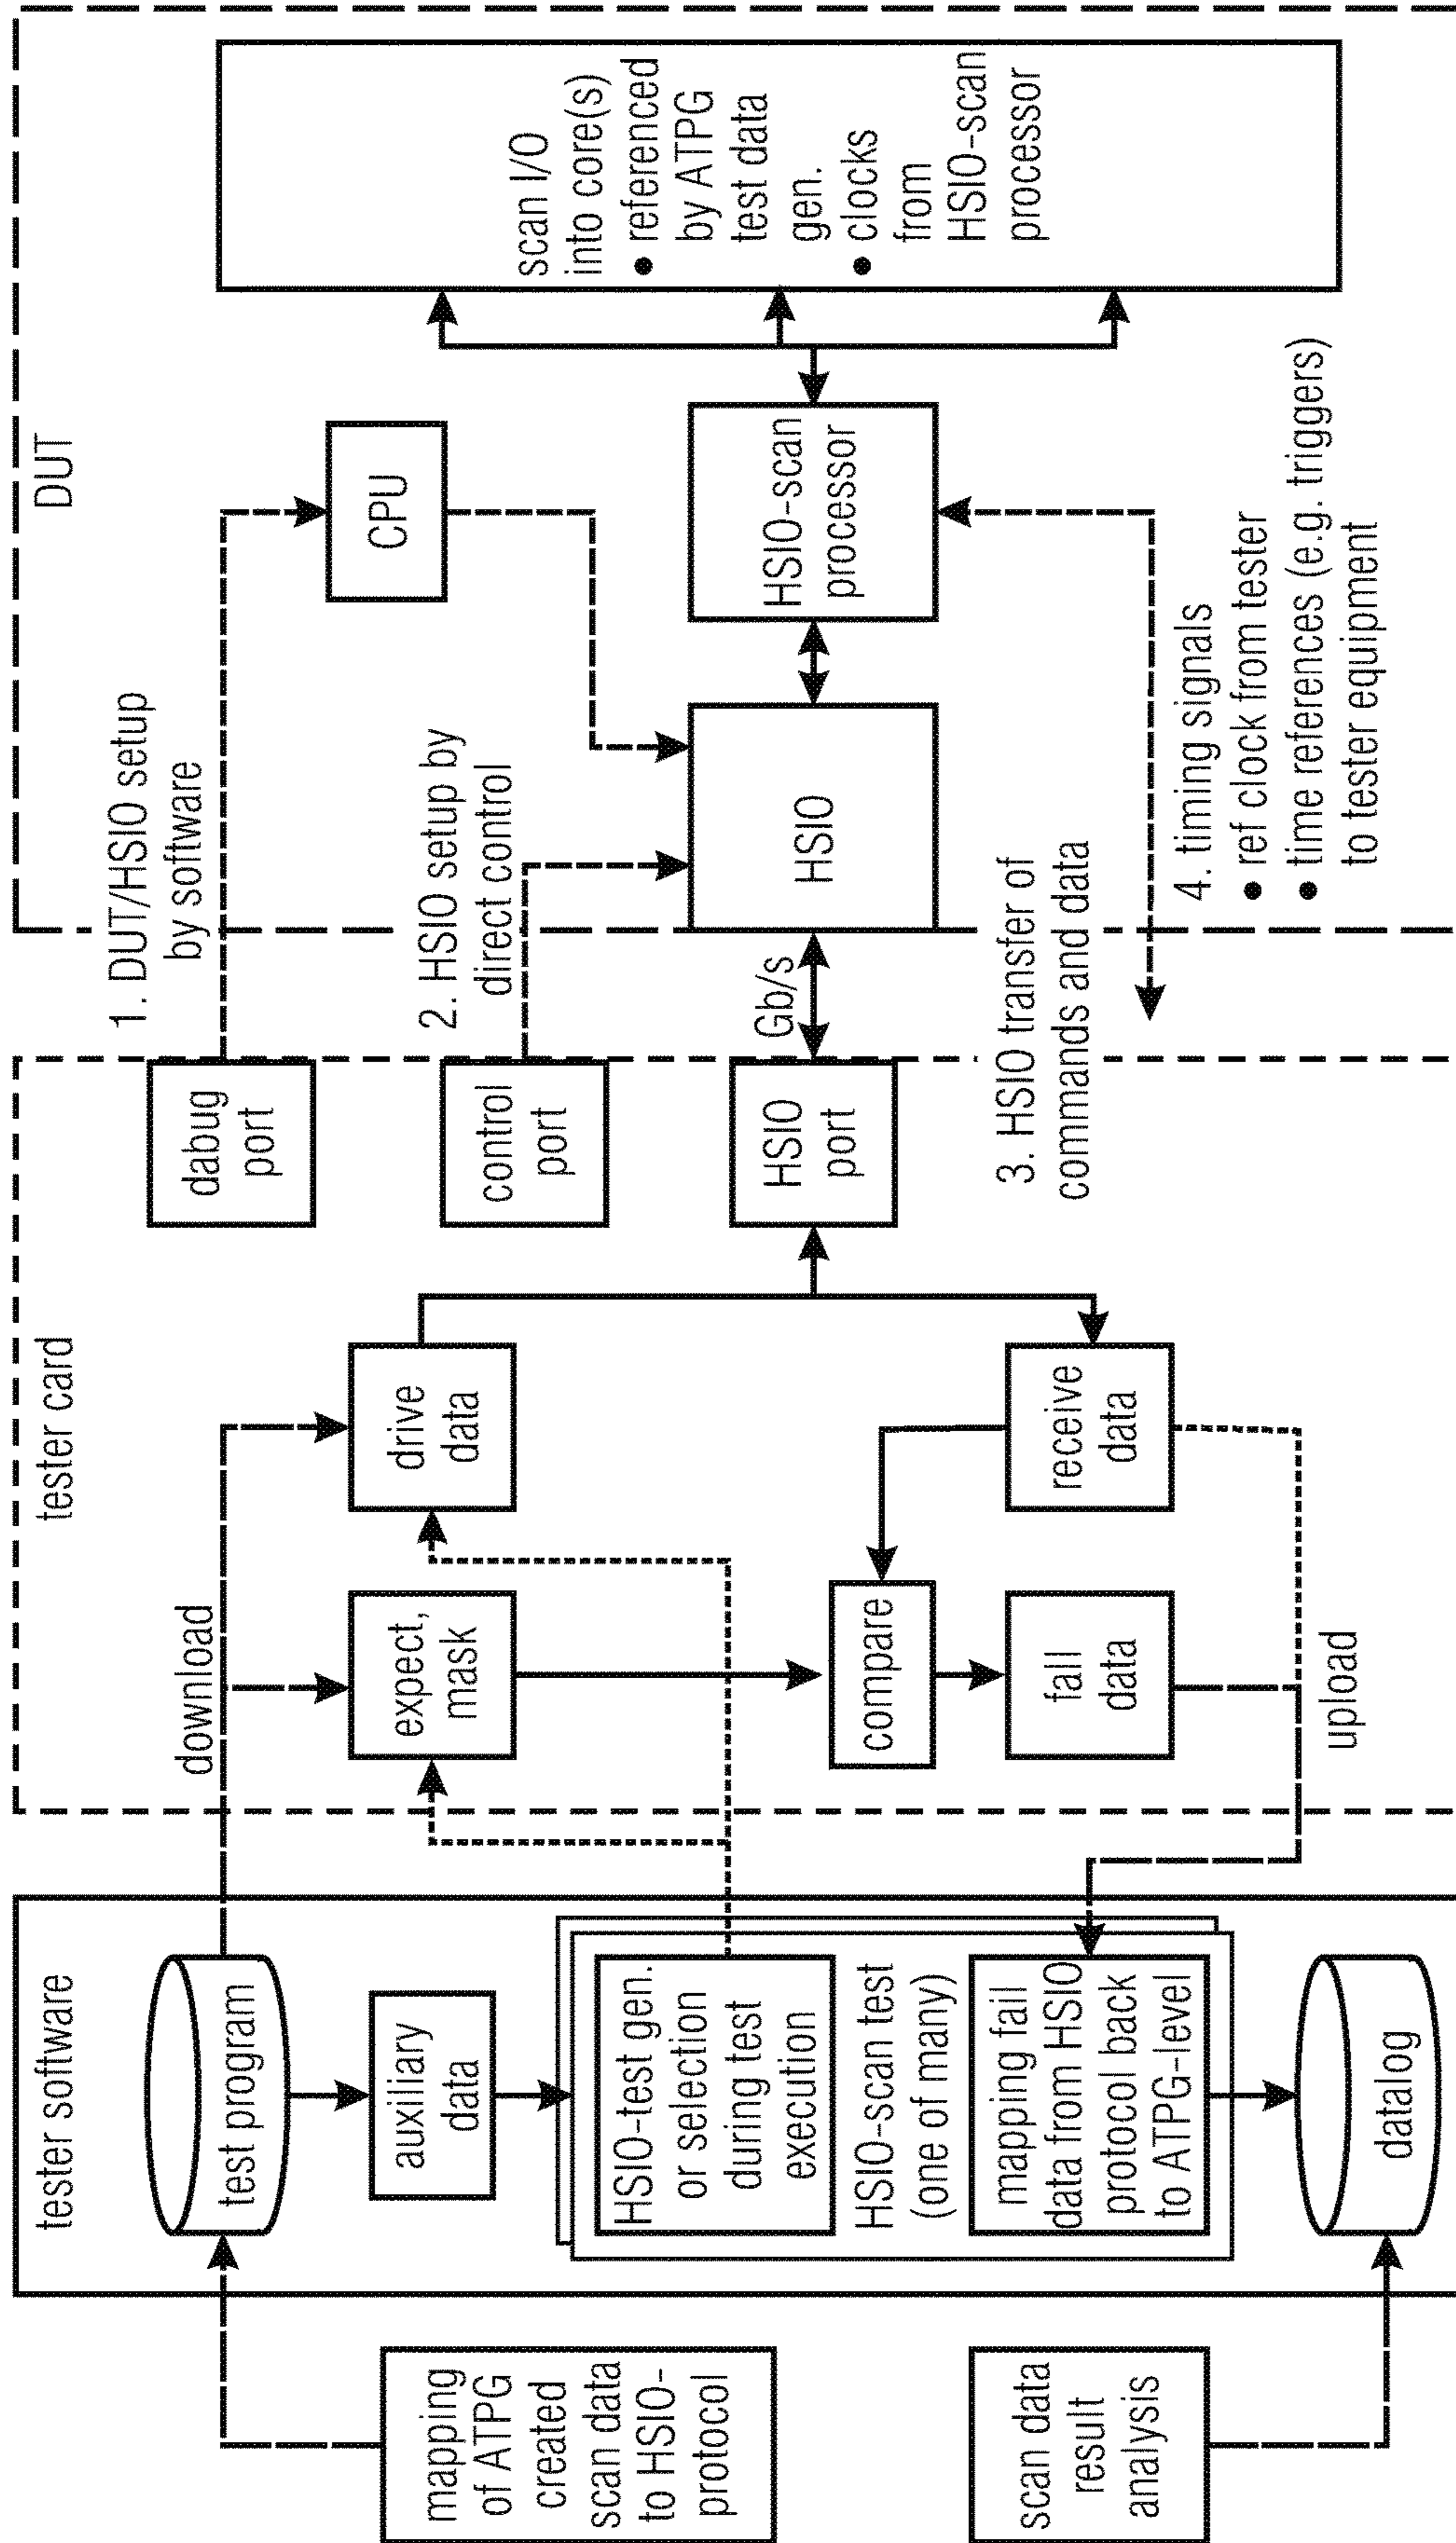 mapping
of ATPG
created
scan data
to HSIO-
protocol
scan data
result
analysis
tester software
test program
auxiliary
data
HSIO-test gen.
or selection
during test
execution
HSIO-scan test
(one of many)
mapping fail
data from HSIO
protocol back
to ATPG-level
datalog
tester card
download
expect,
mask
drive
data
compare
fall
data
receive
data
upload
dabug
port
control
port
HSIO
port
Gb/s
1. DUT/HSIO setup
by software
2. HSIO setup by
direct control
3. HSIO transfer of
commands and data
DUT
CPU
HSIO
HSIO-scan
processor
4. timing signals
● ref clock from tester
● time references (e.g. triggers)
to tester equipment
scan I/O
into core(s)
● referenced
by ATPG
test data
gen.
● clocks
from
HSIO-scan
processor